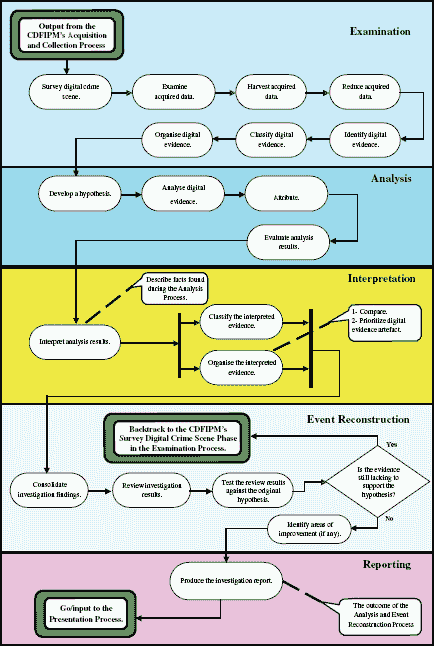 Output from the
CDFIPM's Acquisition
and Collection Process
Examination
Survey digital crime
scene.
Examine
acquired data.
Harvest acquired
data.
Reduce acquired
data.
Organise digital
evidence.
Classify digital
evidence.
Identify digital
evidence.
Analysis
Develop a hypothesis.
Analyse digital
evidence.
Attribute.
Evaluate analysis
results.
Interpretation
Describe facts found
during the Analysis
Process.
Classify the interpreted
evidence.
1- Compare.
2- Prioritize digital
evidence artefact.
Interpret analysis results.
Organise the interpreted
evidence.
Event Reconstruction
Backtrack to the CDFIPM's
Survey Digital Crime Scene Phase
in the Examination Process.
Yes
Consolidate
investigation findings.
Review investigation
results.
Test the review results
against the original
hypothesis.
Is the evidence
still lacking to
support the
hypothesis?
No
Identify areas of
improvement (if any).
Reporting
Produce the investigation report.
Go/input to the
Presentation Process.
The outcome of the
Analysis and Event
Reconstruction Process